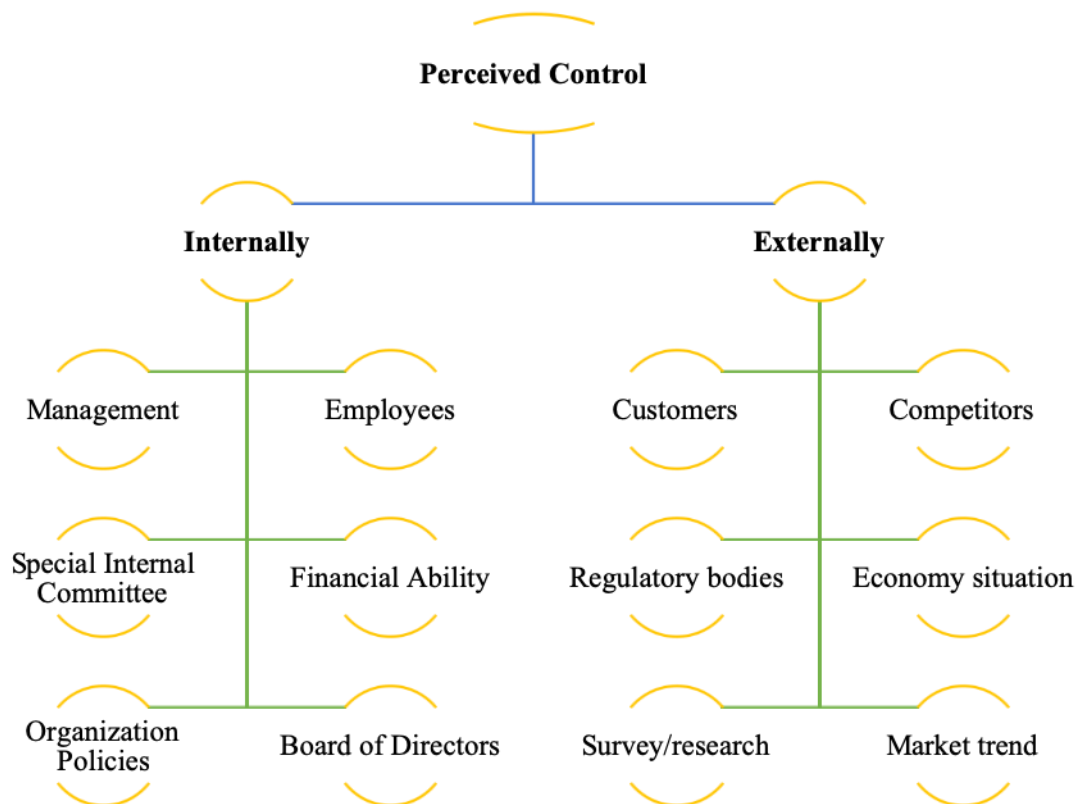 Perceived Control
Internally
Externally
Management
Employees
Customers
Competitors
Special Internal
Committee
Financial Ability
Regulatory bodies
Economy situation
Organization
Policies
Board of Directors
Survey/research
Market trend